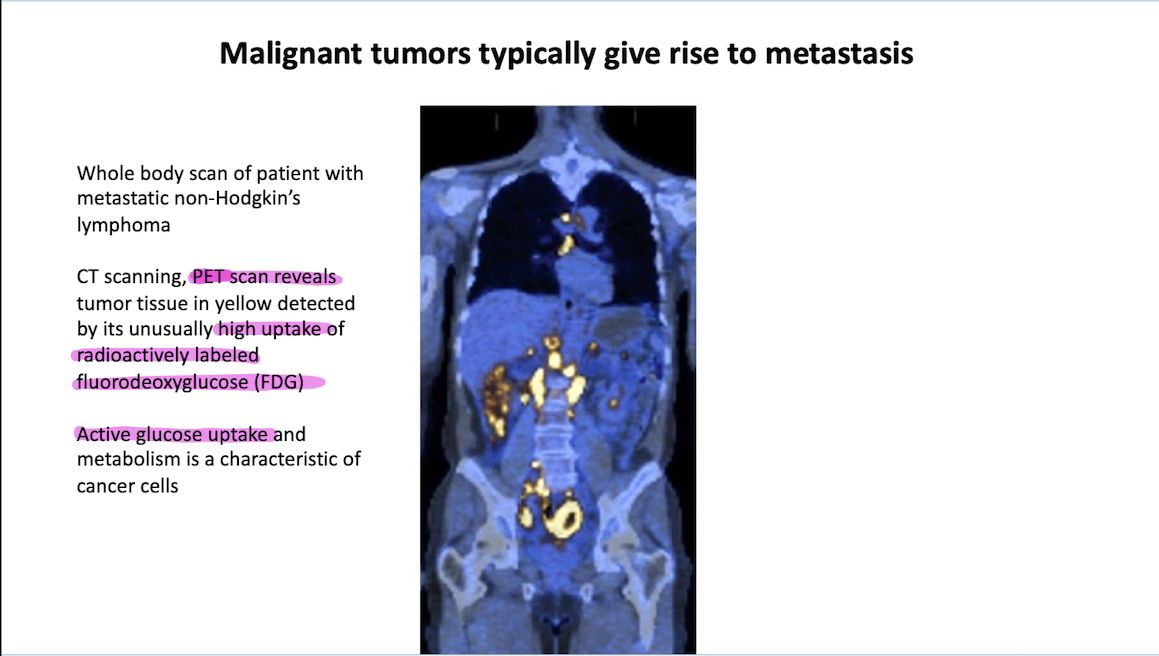 Malignant tumors typically give rise to metastasis
Whole body scan of patient with
metastatic non-Hodgkin's
lymphoma
CT scanning, PET scan reveals
tumor tissue in yellow detected
by its unusually high uptake of
radioactively labeled
fluorodeoxyglucose (FDG)
Active glucose uptake and
metabolism is a characteristic of
cancer cells